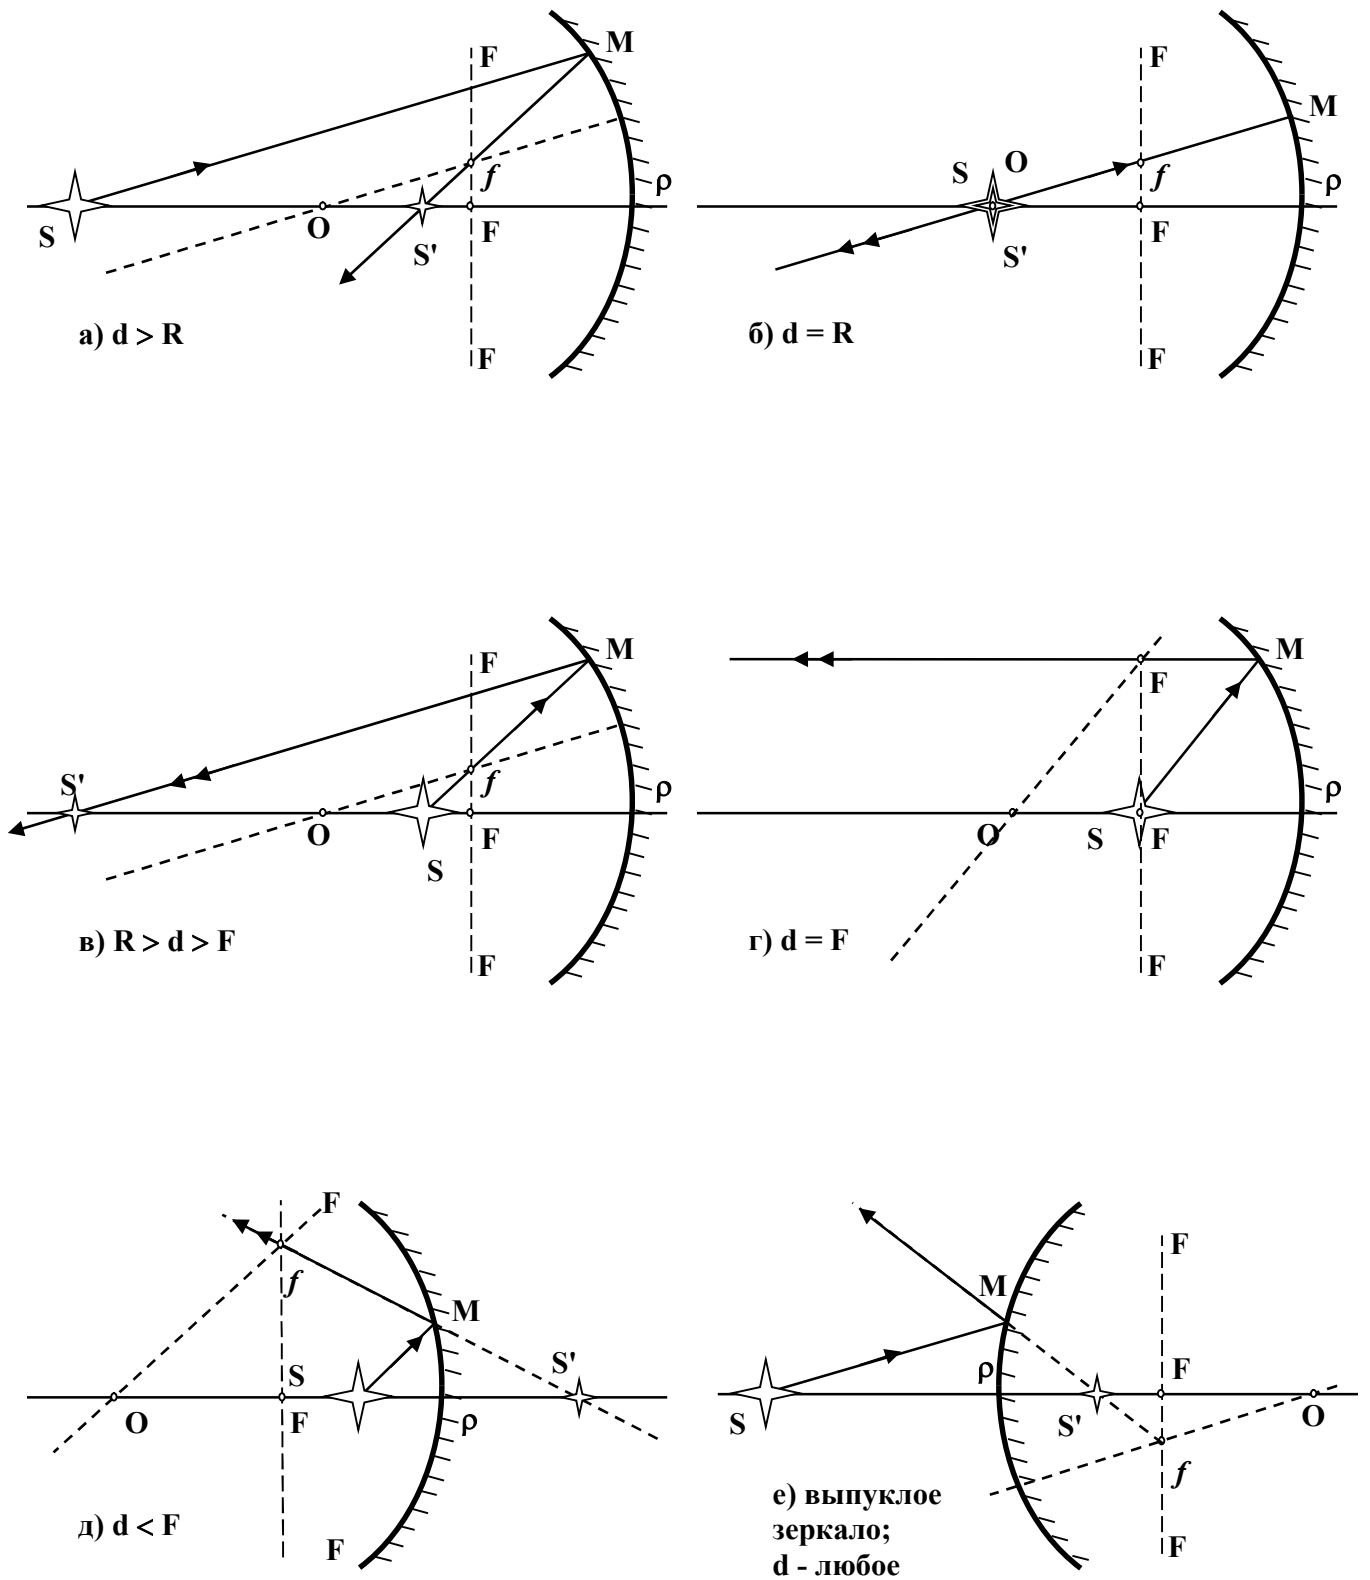 F
M
f
ρ
S
O
S'
F
а) d > R
F
F
M
S
O
f
ρ
S'
F
б) d = R
F
F
M
f
S'
ρ
O
F
S
в) R > d > F
F
M
F
ρ
O
S
F
г) d = F
F
F
f
M
S
S'
O
F
ρ
д) d < F
F
F
M
ρ
F
S
S'
O
f
е) выпуклое
зеркало;
d - любое
F